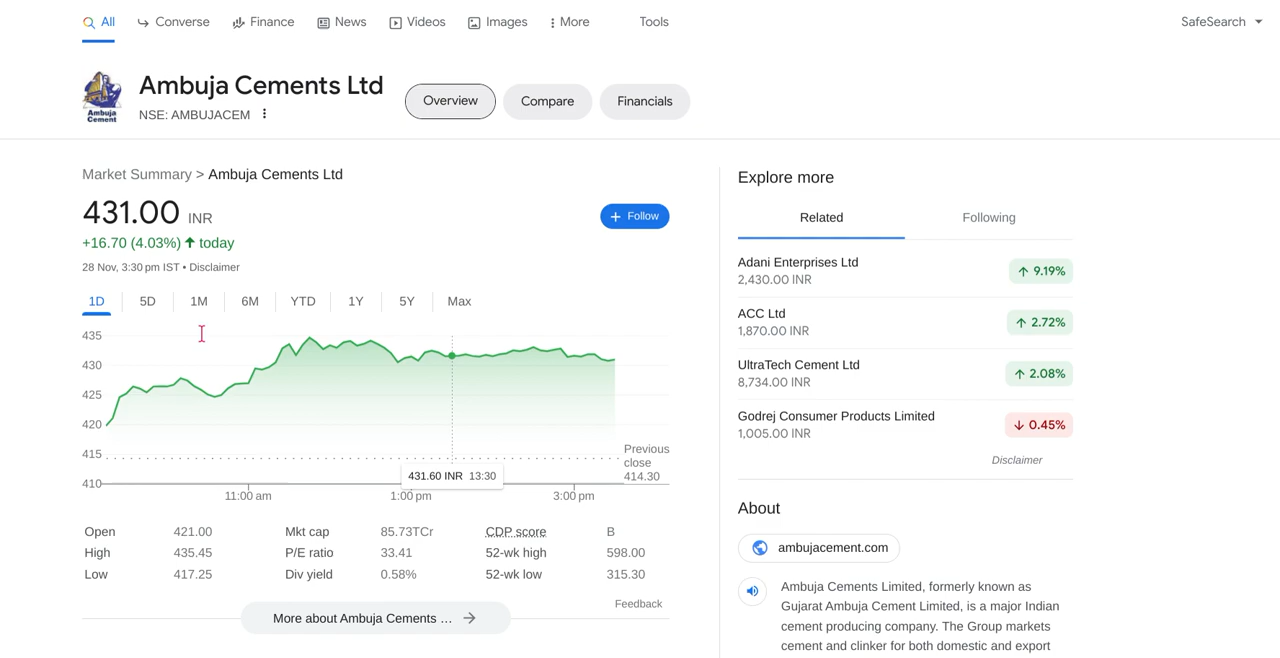 All Converse Finance News Videos Images More Tools SafeSearch
Ambuja Cement
Ambuja Cements Ltd
NSE: AMBUJACEM
Overview Compare Financials
Market Summary > Ambuja Cements Ltd
431.00 INR
+ Follow
+16.70 (4.03%) ↑ today
28 Nov, 3:30 pm IST • Disclaimer
1D 5D 1M 6M YTD 1Y 5Y Max
435
430
425
420
415
410
Previous close 414.30
431.60 INR 13:30
11:00 am 1:00 pm 3:00 pm
Open 421.00 Mkt cap 85.73TCr CDP score B
High 435.45 P/E ratio 33.41 52-wk high 598.00
Low 417.25 Div yield 0.58% 52-wk low 315.30
Feedback
More about Ambuja Cements … →
Explore more
Related Following
Adani Enterprises Ltd
2,430.00 INR
↑ 9.19%
ACC Ltd
1,870.00 INR
↑ 2.72%
UltraTech Cement Ltd
8,734.00 INR
↑ 2.08%
Godrej Consumer Products Limited
1,005.00 INR
↓ 0.45%
Disclaimer
About
ambujacement.com
Ambuja Cements Limited, formerly known as
Gujarat Ambuja Cement Limited, is a major Indian
cement producing company. The Group markets
cement and clinker for both domestic and export